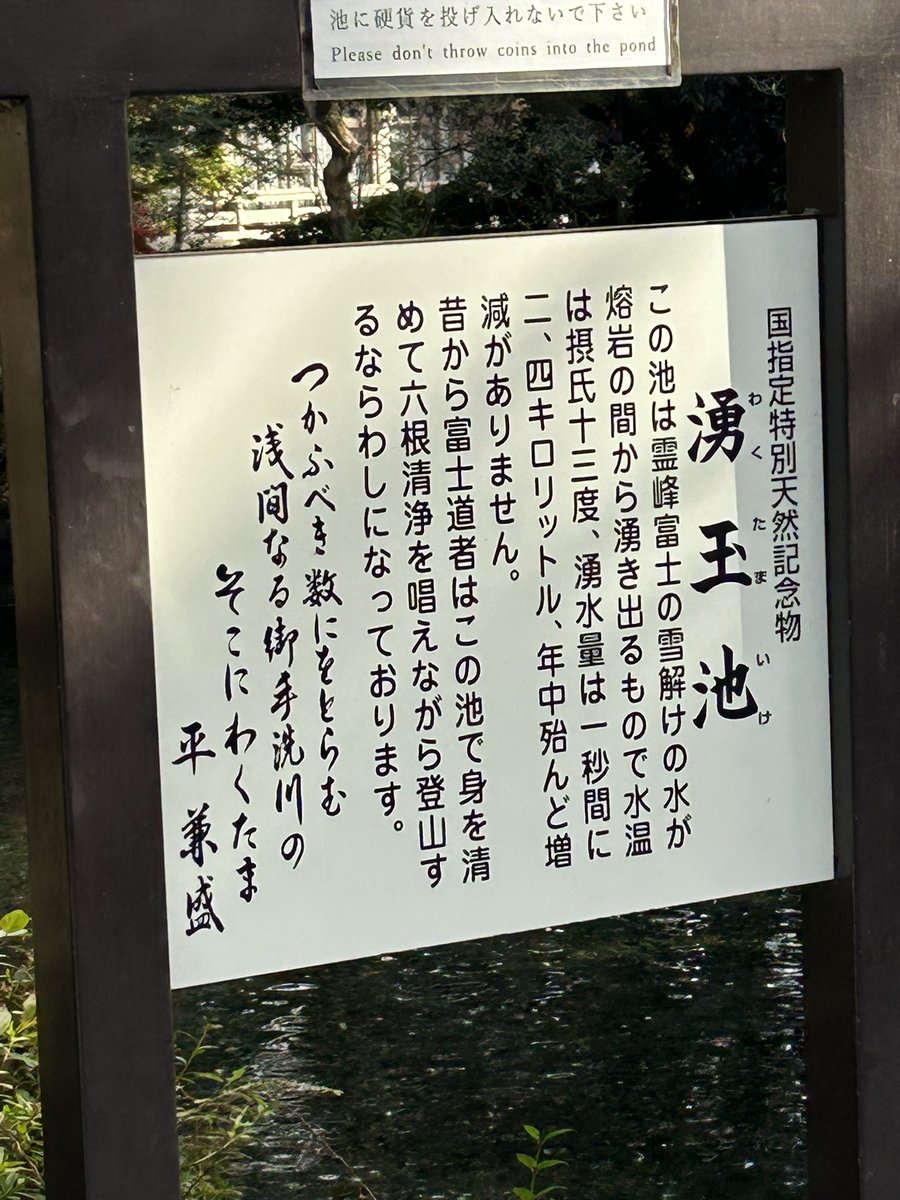 池に硬貨を投げ入れないで下さい
Please don't throw coins into the pond
国指定特別天然記念物
湧玉池
わくたまいけ
この池は霊峰富士の雪解けの水が
熔岩の間から湧き出るもので水温
は摂氏十三度、湧水量は一秒間に
二、四キロリットル、年中殆んど増
減がありません。
昔から富士道者はこの池で身を清
めて六根清浄を唱えながら登山す
るならわしになっております。
つかふべき数にをとらむ
浅間なる御手洗川の
そこにわくたま
平兼盛